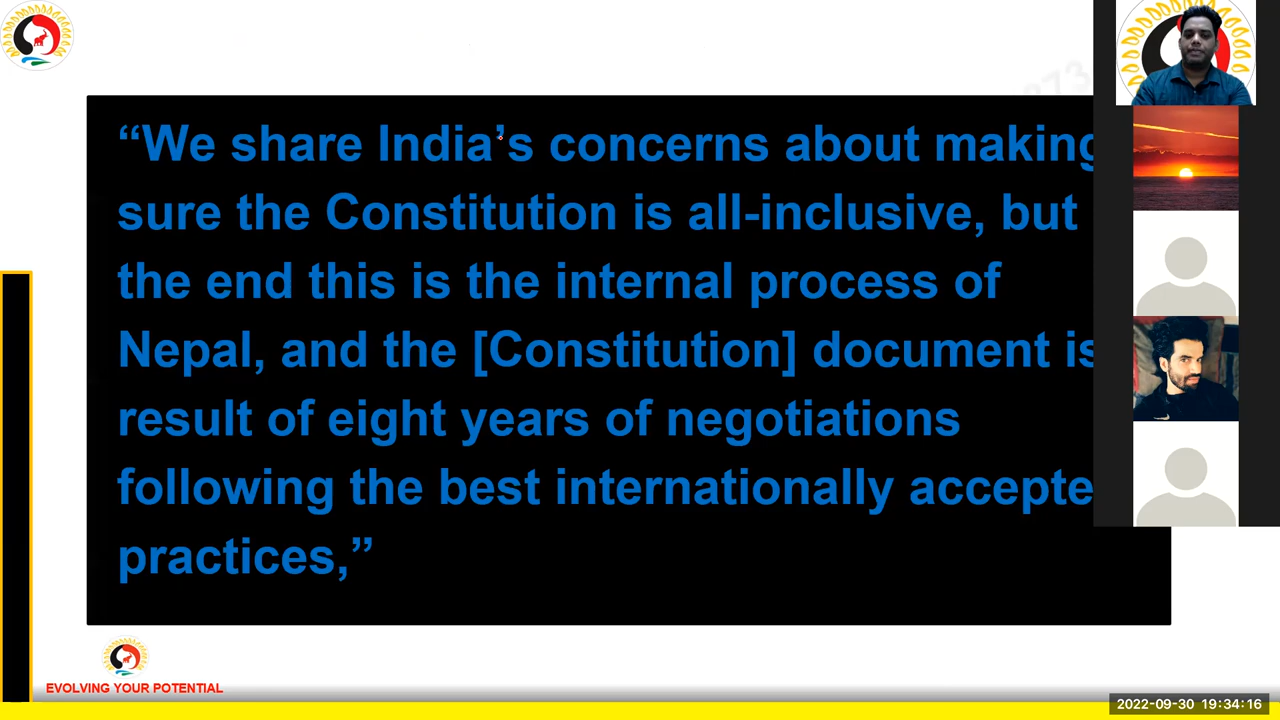 “We share India’s concerns about making
sure the Constitution is all-inclusive, but
the end this is the internal process of
Nepal, and the [Constitution] document is
result of eight years of negotiations
following the best internationally
practices,”
EVOLVING YOUR POTENTIAL
2022-09-30 19:34:16